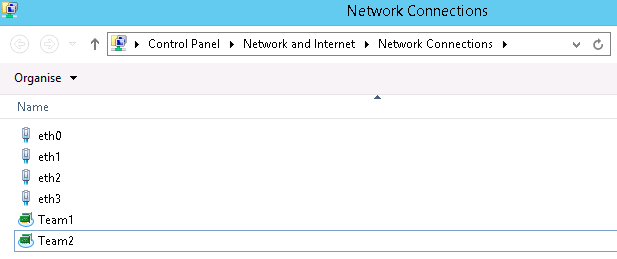 Network Connections
Control Panel Network and Internet Network Connections
Organise
Name
eth0
eth1
eth2
eth3
Team1
Team2